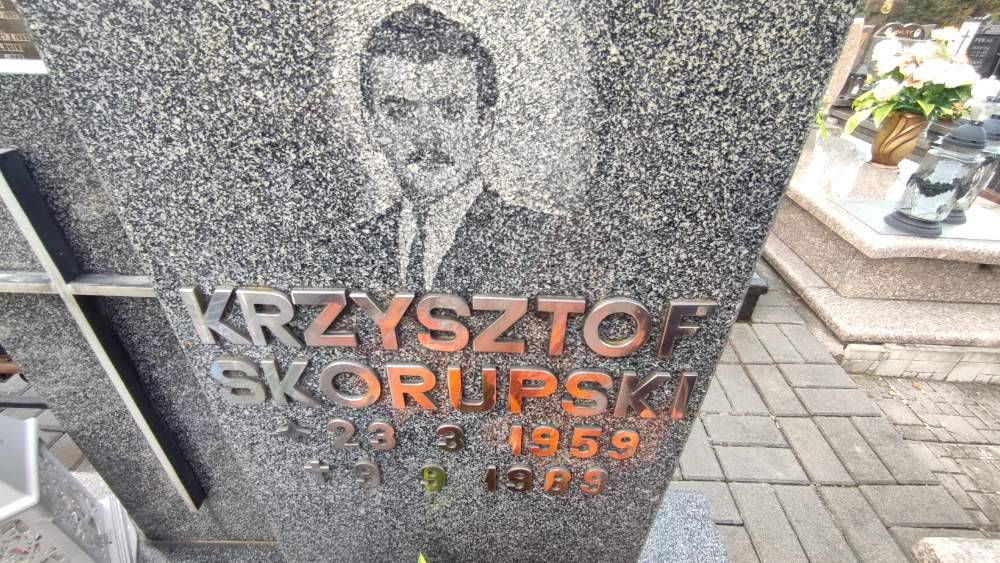 KRZYSZTOF
SKORUPSKI
★ 23 3 1959
✝ 9 9 1989